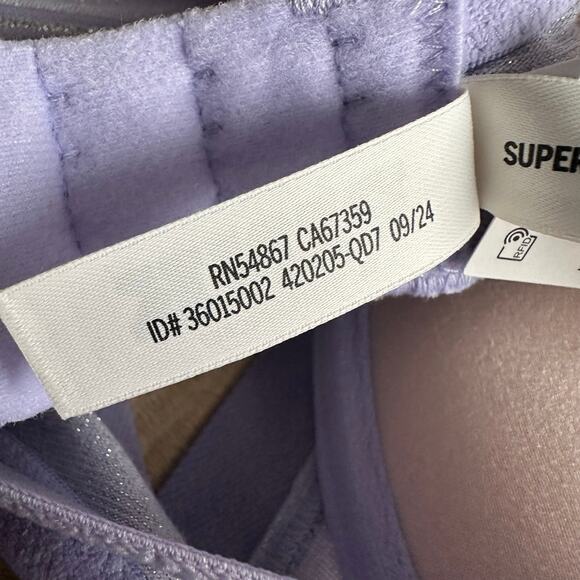 RN54867 CA67359
ID# 36015002 420205-QD7 09/24
SUPER
RFID